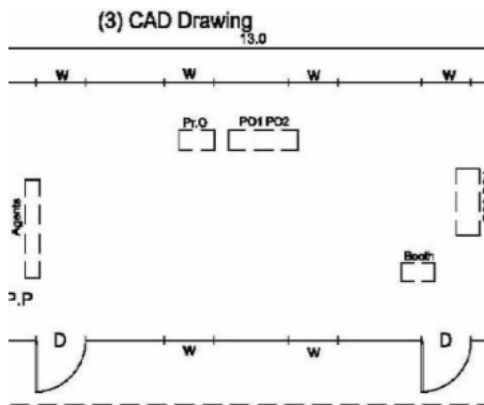 (3) CAD Drawing
13.0
W W W W
Pr.O PO1 PO2
Agents
Booth
P.P
D W W D